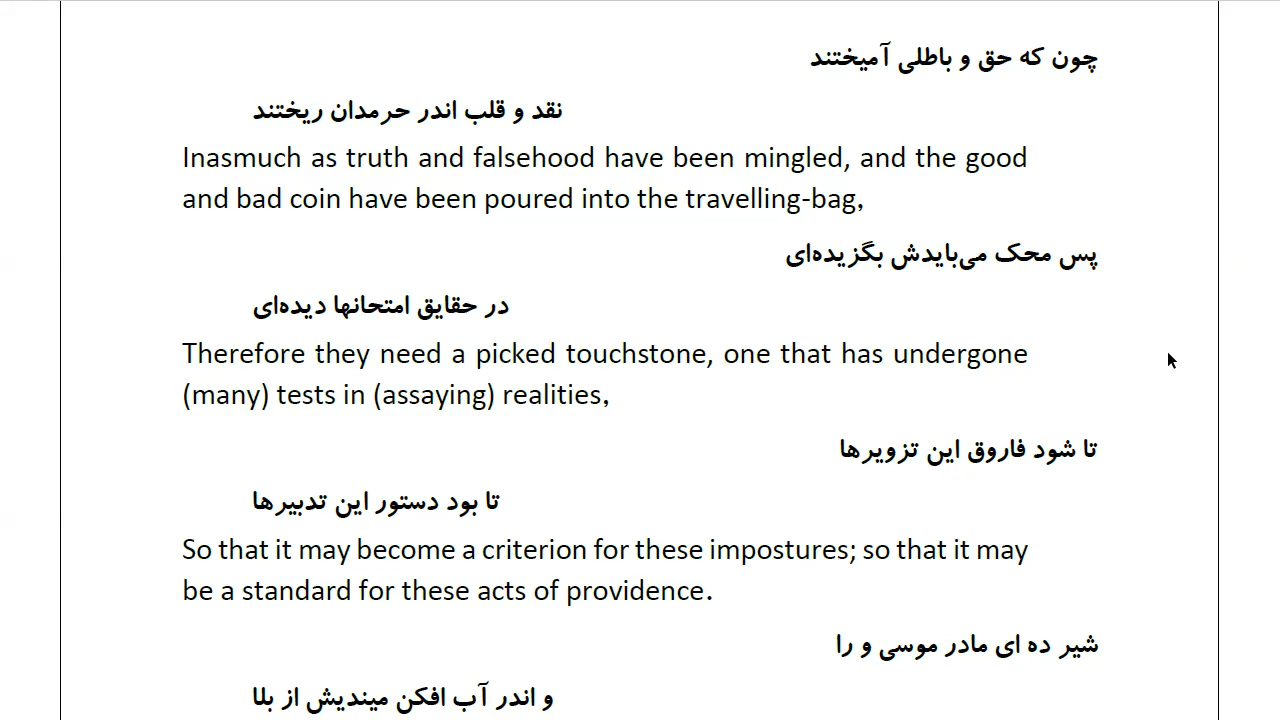 چون که حق و باطلی آمیختند
نقد و قلب اندر حرمدان ریختند
Inasmuch as truth and falsehood have been mingled, and the good
and bad coin have been poured into the travelling-bag,
پس محک می‌بایدش بگزیده‌ای
در حقایق امتحانها دیده‌ای
Therefore they need a picked touchstone, one that has undergone
(many) tests in (assaying) realities,
تا شود فاروق این تزویرها
تا بود دستور این تدبیرها
So that it may become a criterion for these impostures; so that it may
be a standard for these acts of providence.
شیر ده ای مادر موسی و را
و اندر آب افکن میندیش از بلا